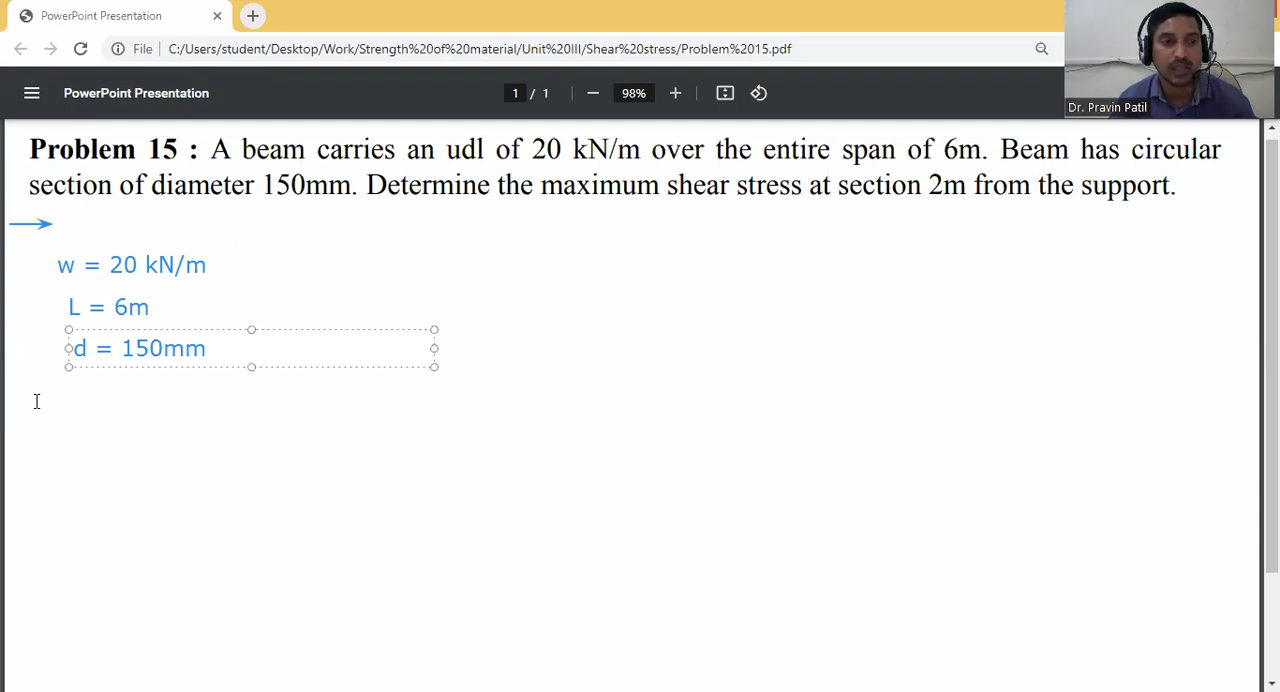 PowerPoint Presentation
File
C:/Users/student/Desktop/Work/Strength%20of%20material/Unit%20III/Shear%20stress/Problem%2015.pdf
PowerPoint Presentation
1 / 1
98%
Dr. Pravin Patil
Problem 15 : A beam carries an udl of 20 kN/m over the entire span of 6m. Beam has circular
section of diameter 150mm. Determine the maximum shear stress at section 2m from the support.
w = 20 kN/m
L = 6m
d = 150mm